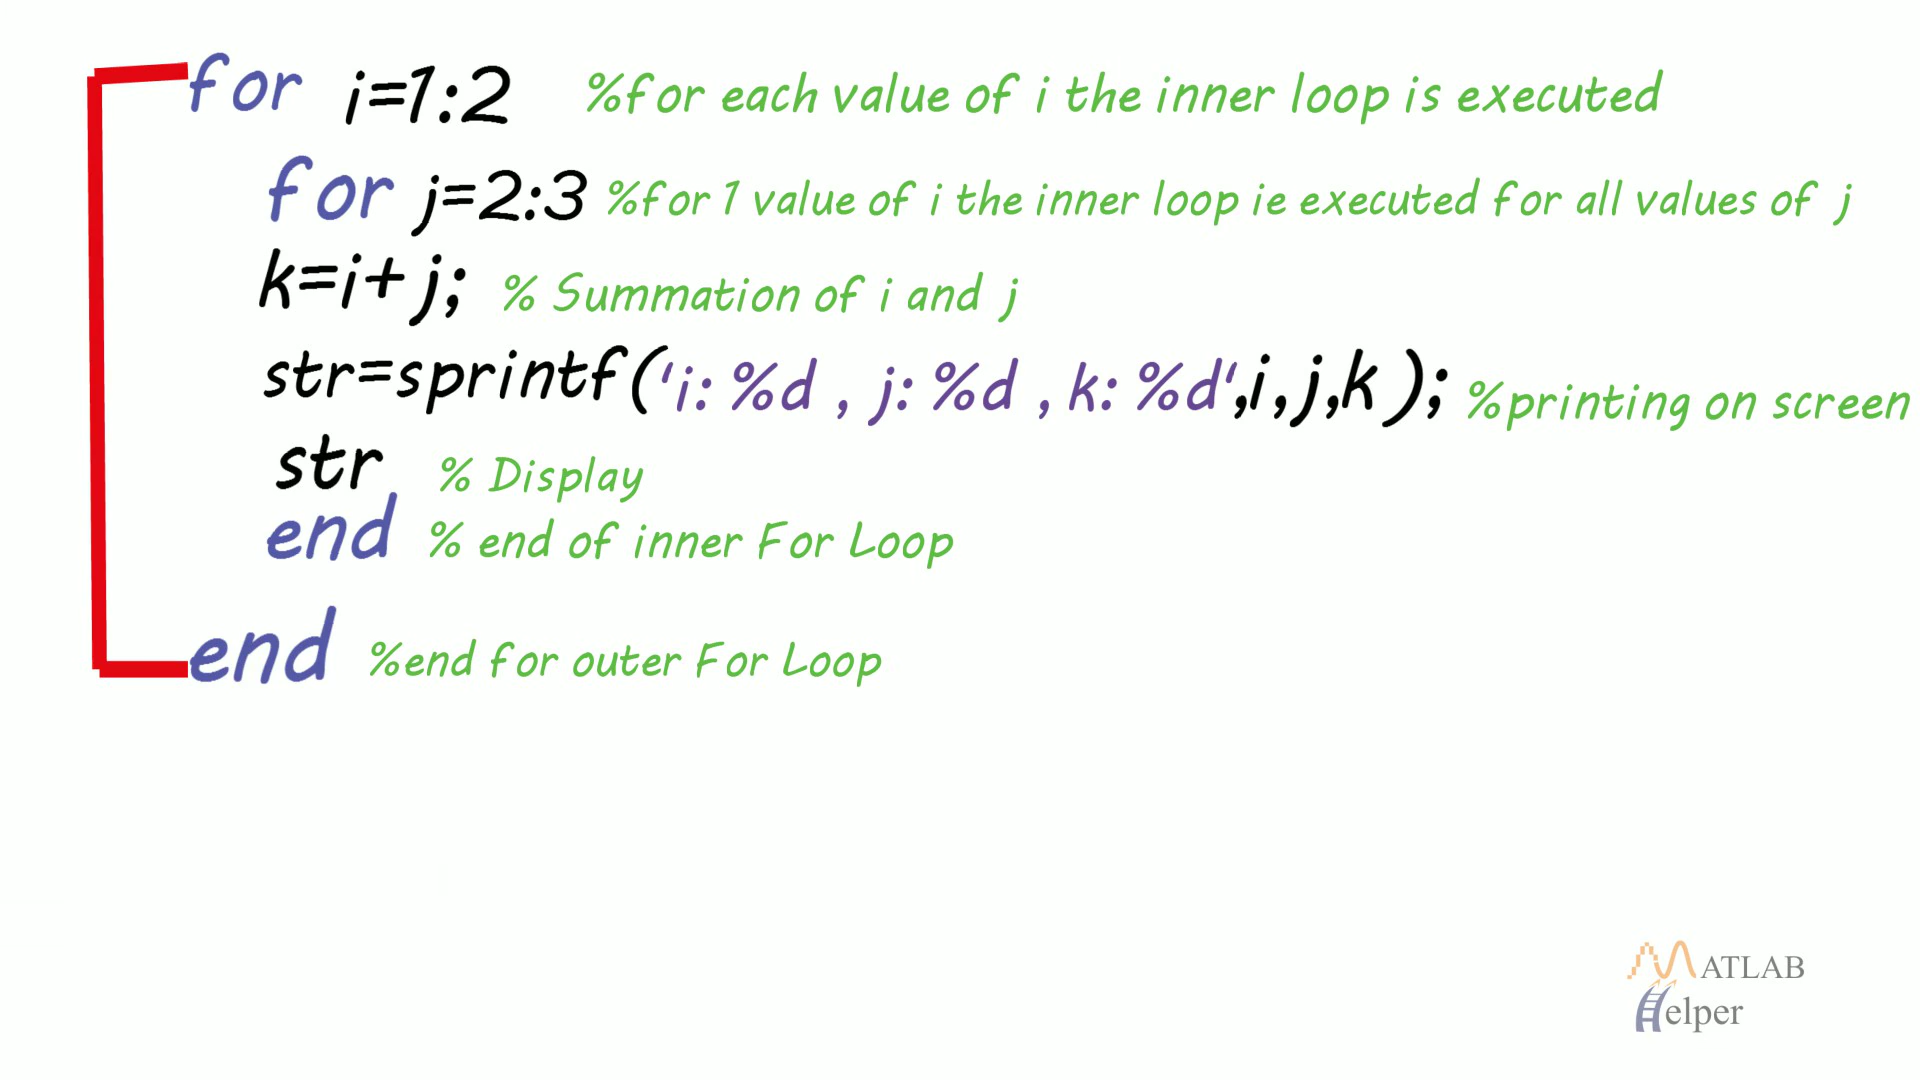 for i=1:2 %for each value of i the inner loop is executed
for j=2:3 %for 1 value of i the inner loop ie executed for all values of j
k=i+j; % Summation of i and j
str=sprintf('i: %d , j: %d , k: %d',i,j,k); %printing on screen
str % Display
end % end of inner For Loop
end %end for outer For Loop
MATLAB
Helper